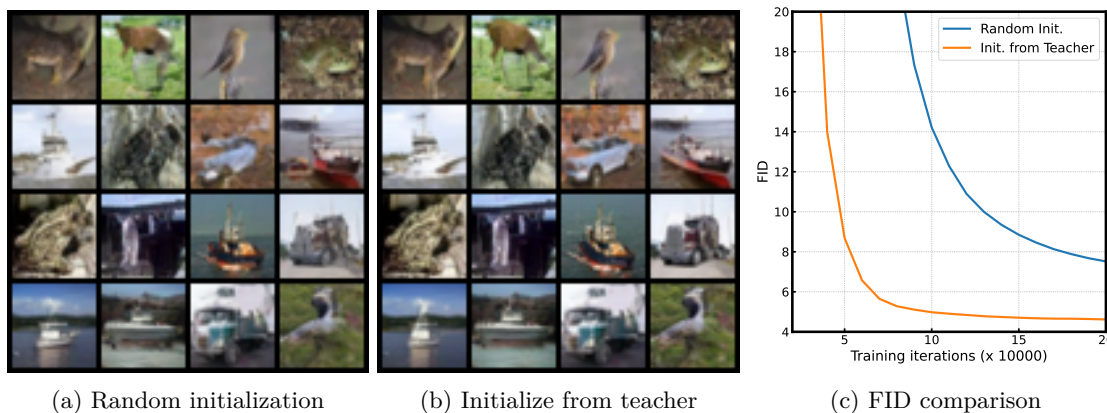 20
18
16
14
12
10
8
6
4
FID
Random Init.
Init. from Teacher
5
10
15
20
Training iterations (x 10000)
(a) Random initialization
(b) Initialize from teacher
(c) FID comparison